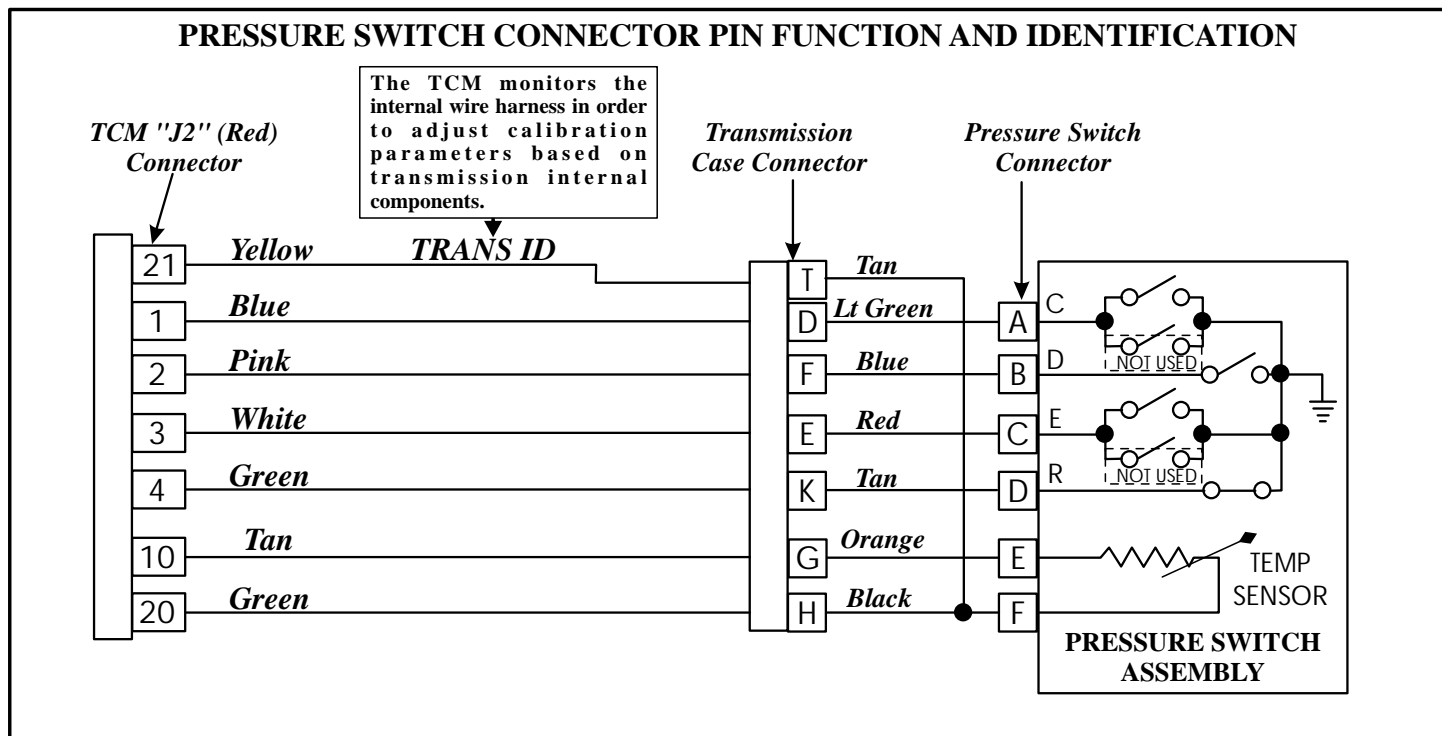 PRESSURE SWITCH CONNECTOR PIN FUNCTION AND IDENTIFICATION
The TCM monitors the
internal wire harness in order
to adjust calibration
parameters based on
transmission internal
components.
TCM "J2" (Red)
Connector
Transmission
Case Connector
Pressure Switch
Connector
21 Yellow TRANS ID T Tan
1 Blue D Lt Green A C
NOT USED
2 Pink F Blue B D
3 White E Red C E
NOT USED
4 Green K Tan D R
10 Tan G Orange E
TEMP
SENSOR
20 Green H Black F
PRESSURE SWITCH
ASSEMBLY